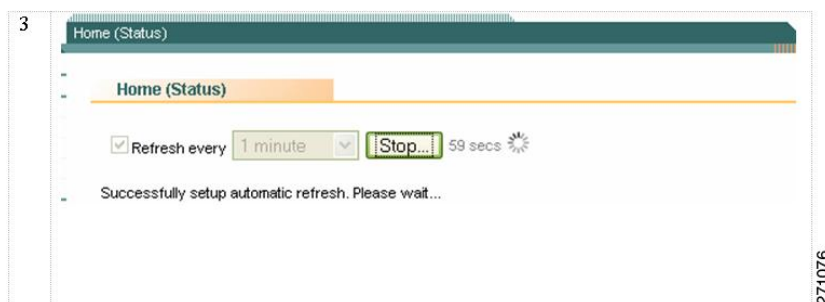 3
Home (Status)
Home (Status)
Refresh every 1 minute Stop... 59 secs
Successfully setup automatic refresh. Please wait...
271076